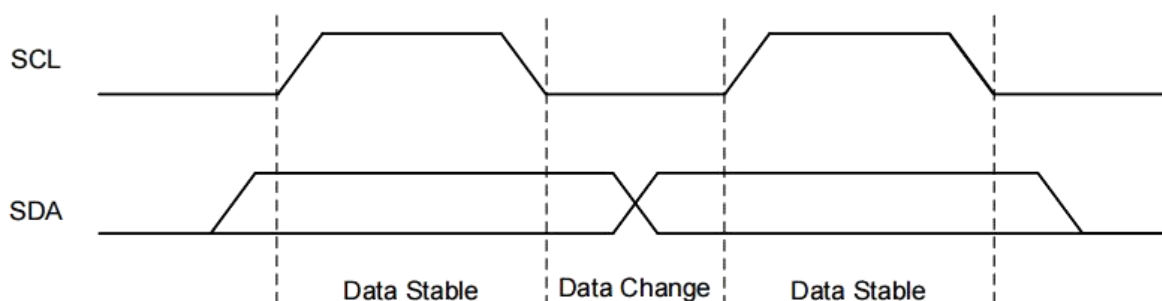 SCL
SDA
Data Stable
Data Change
Data Stable